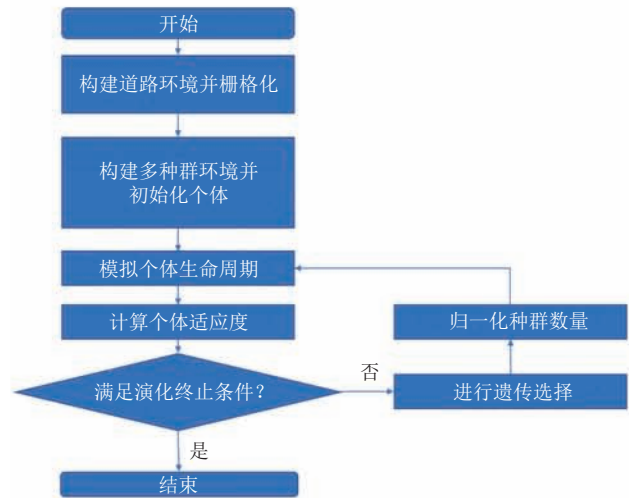 开始
构建道路环境并栅格化
构建多种群环境并
初始化个体
模拟个体生命周期
计算个体适应度
归一化种群数量
满足演化终止条件？
否
进行遗传选择
是
结束